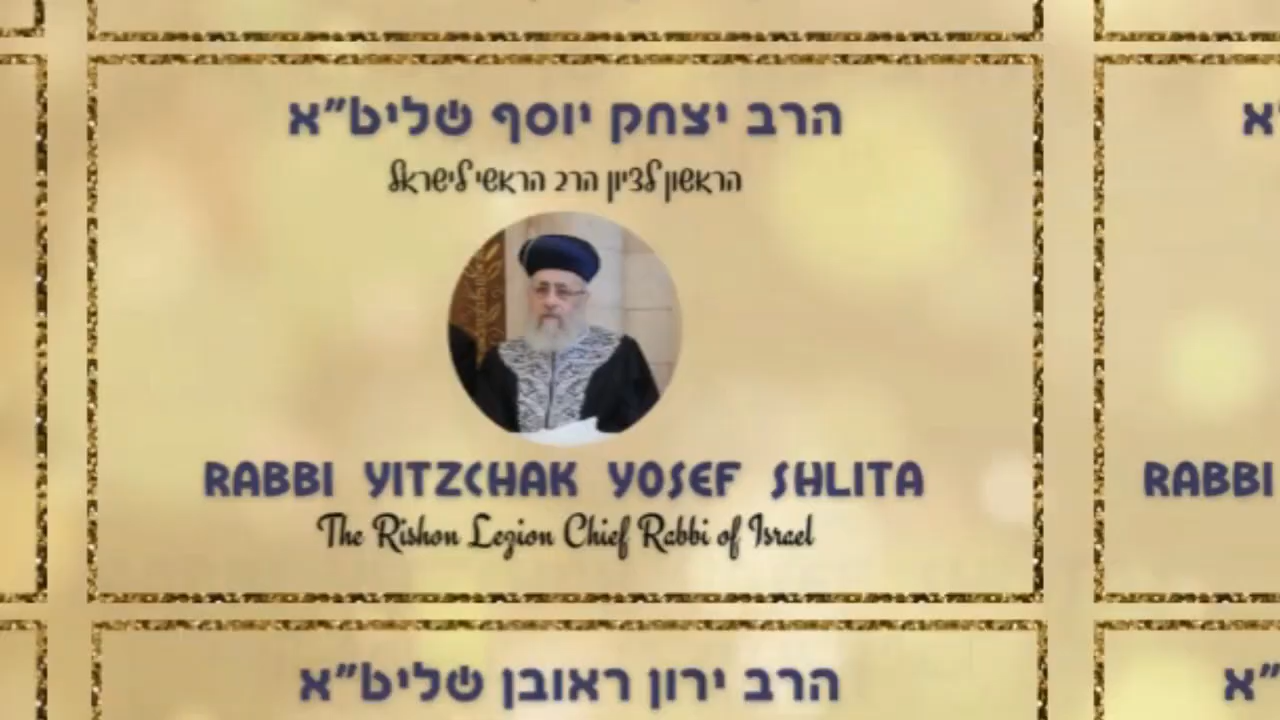 הרב יצחק יוסף שליט"א
הראשון לציון הרב הראשי לישראל
RABBI YITZCHAK YOSEF SHLITA
The Rishon Lezion Chief Rabbi of Israel
RABBI
הרב ירון ראובן שליט"א